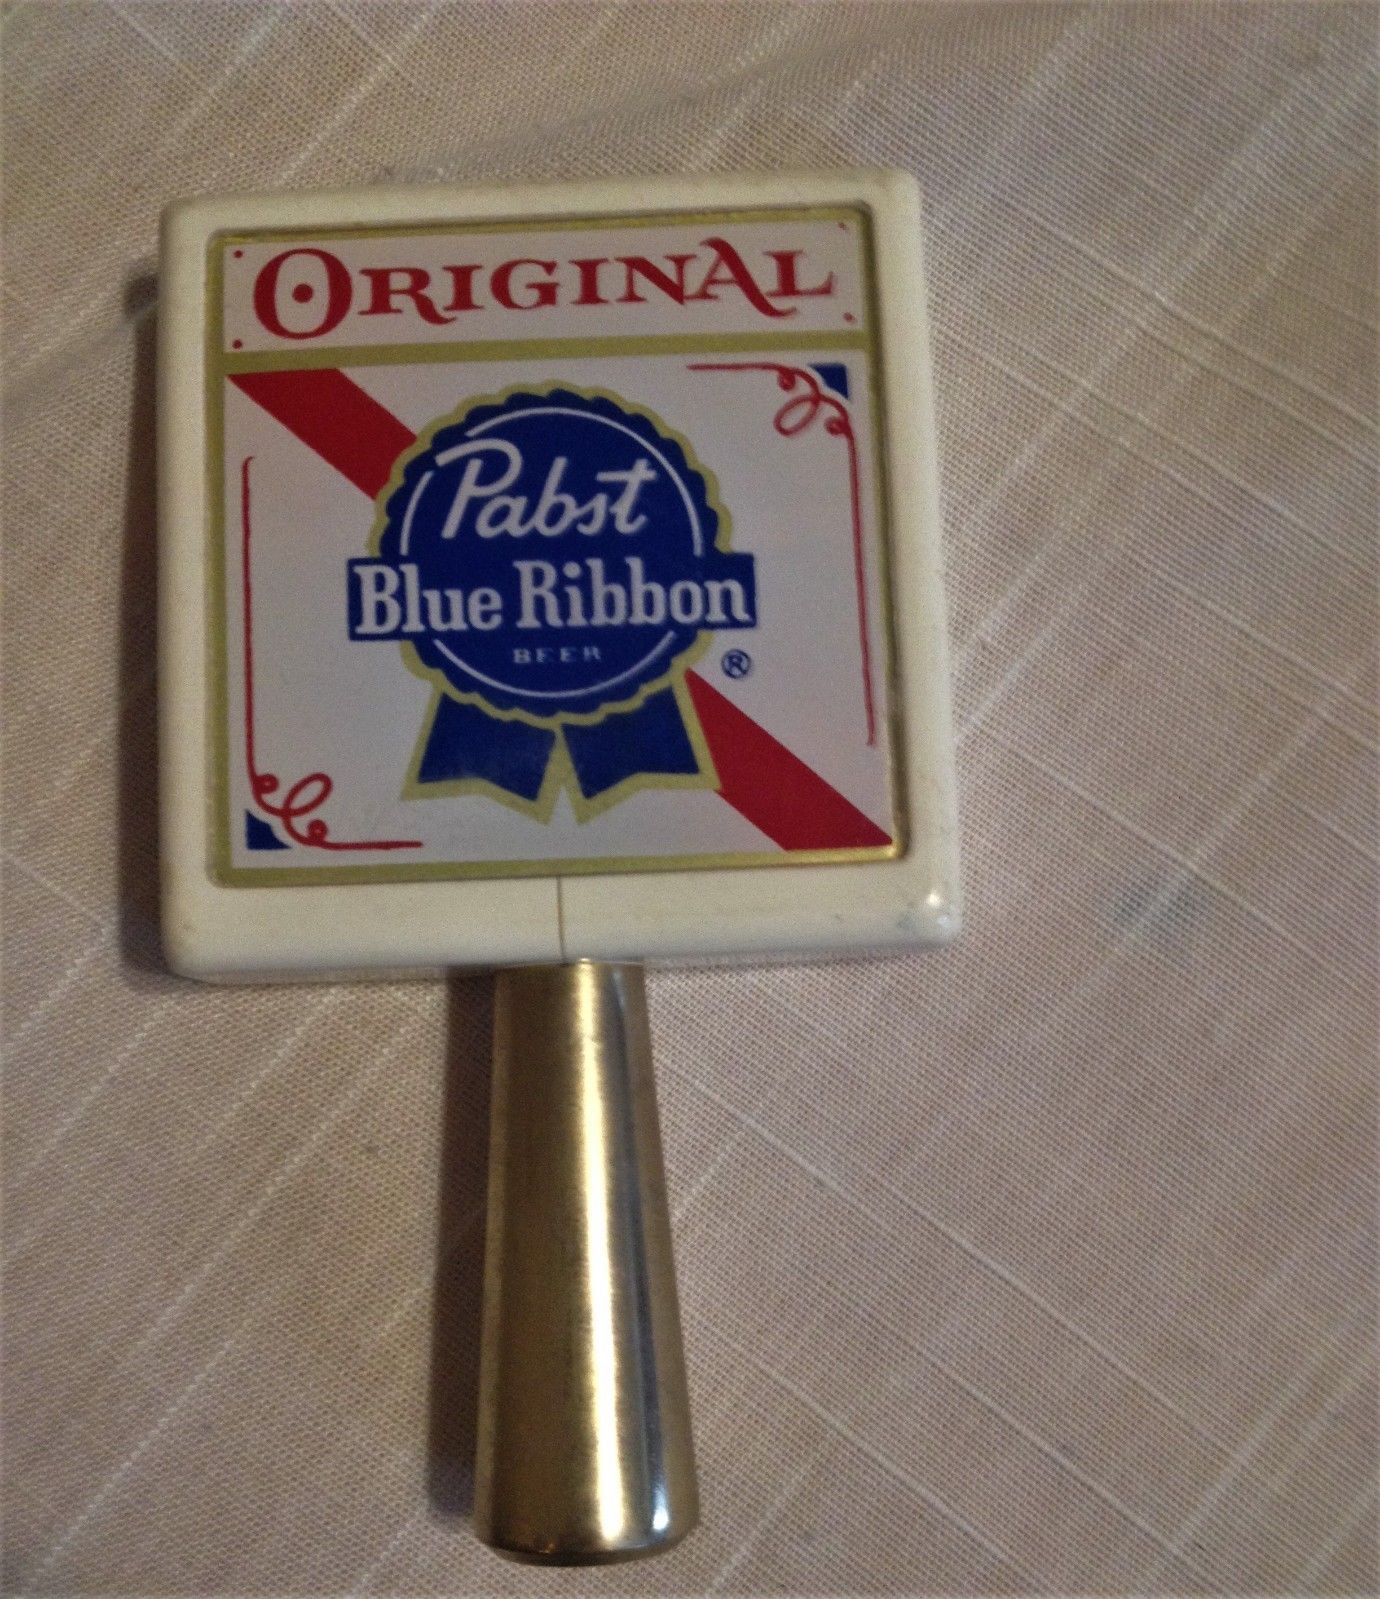 ORIGINAL
Pabst
Blue Ribbon
BEER
®